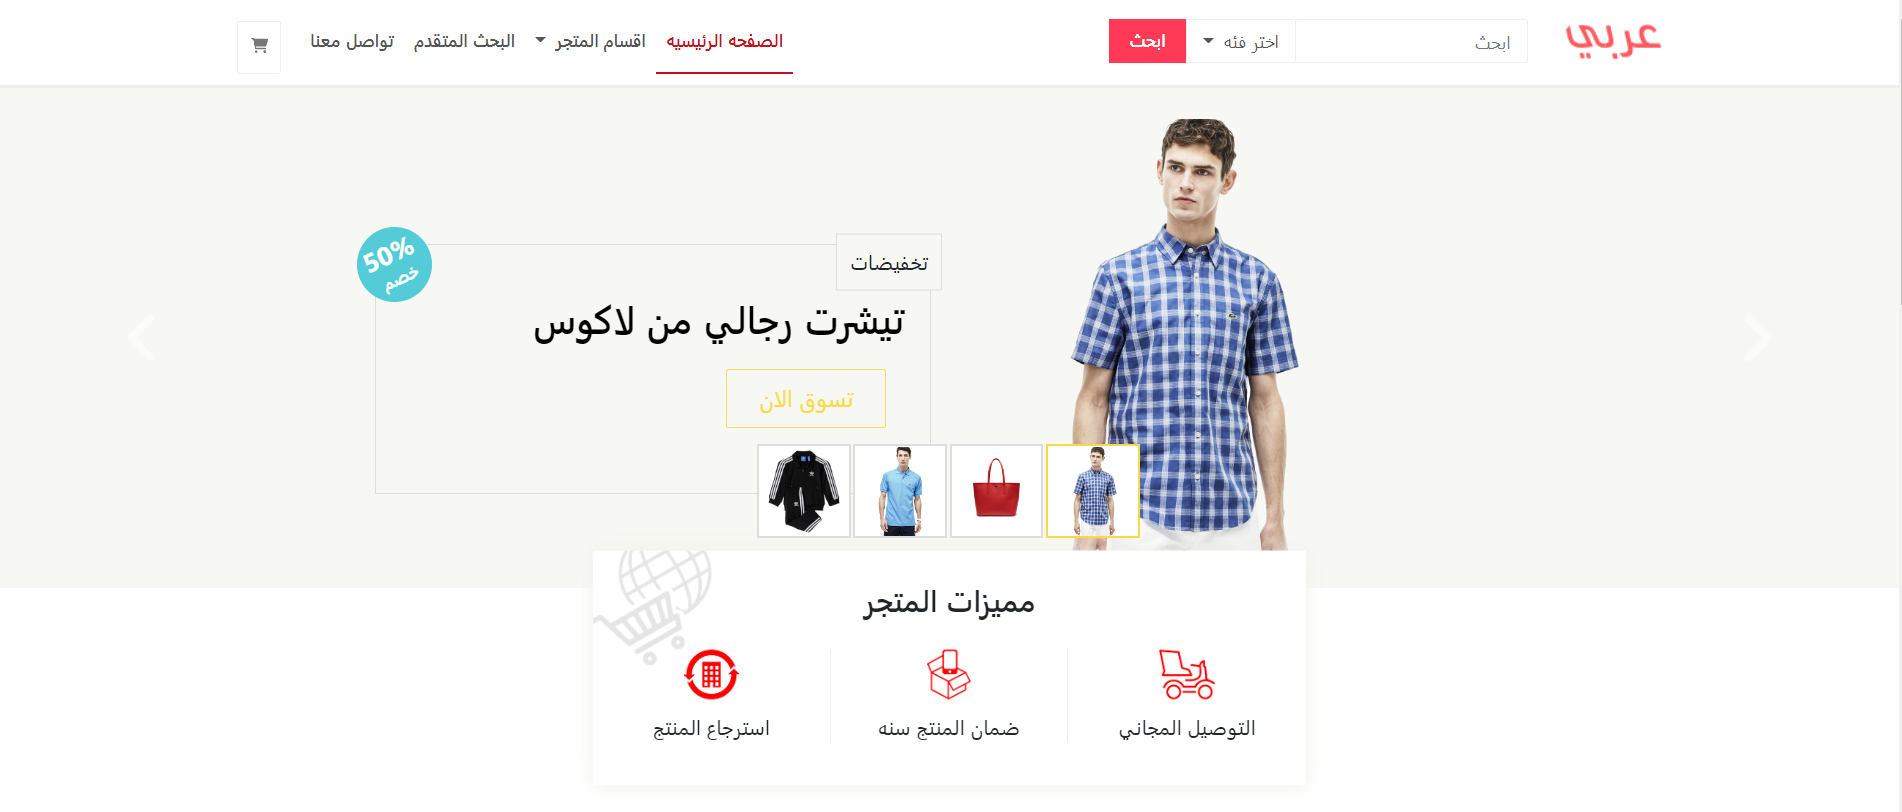 عربي
ابحث
اختر فئه
ابحث
الصفحه الرئيسيه
اقسام المتجر
البحث المتقدم
تواصل معنا
تخفيضات
50%
خصم
تيشرت رجالي من لاكوس
تسوق الان
مميزات المتجر
التوصيل المجاني
ضمان المنتج سنه
استرجاع المنتج